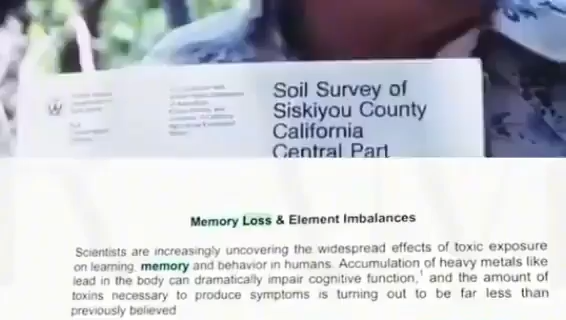 Soil Survey of
Siskiyou County
California
Central Part
Memory Loss & Element Imbalances
Scientists are increasingly uncovering the widespread effects of toxic exposure
on learning, memory and behavior in humans. Accumulation of heavy metals like
lead in the body can dramatically impair cognitive function,1 and the amount of
toxins necessary to produce symptoms is turning out to be far less than
previously believed